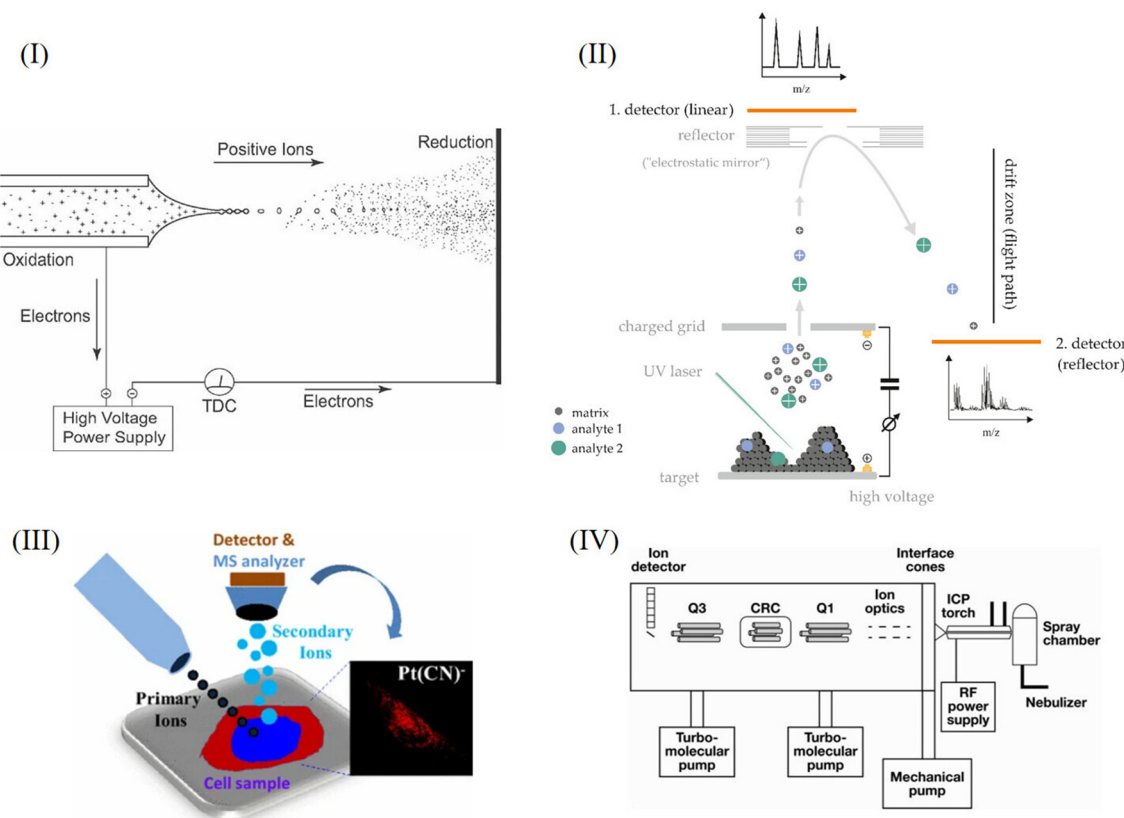 (I)
Positive Ions
Reduction
Oxidation
Electrons
TDC
Electrons
High Voltage
Power Supply
(II)
m/z
1. detector (linear)
reflector
("electrostatic mirror“)
drift zone (flight path)
charged grid
2. detector
(reflector)
UV laser
m/z
matrix
analyte 1
analyte 2
target
high voltage
(III)
Detector &
MS analyzer
Secondary
Ions
Primary
Ions
Pt(CN)-
Cell sample
(IV)
Ion
detector
Interface
cones
Q3
CRC
Q1
Ion
optics
ICP
torch
Spray
chamber
RF
power
supply
Nebulizer
Turbo-
molecular
pump
Turbo-
molecular
pump
Mechanical
pump